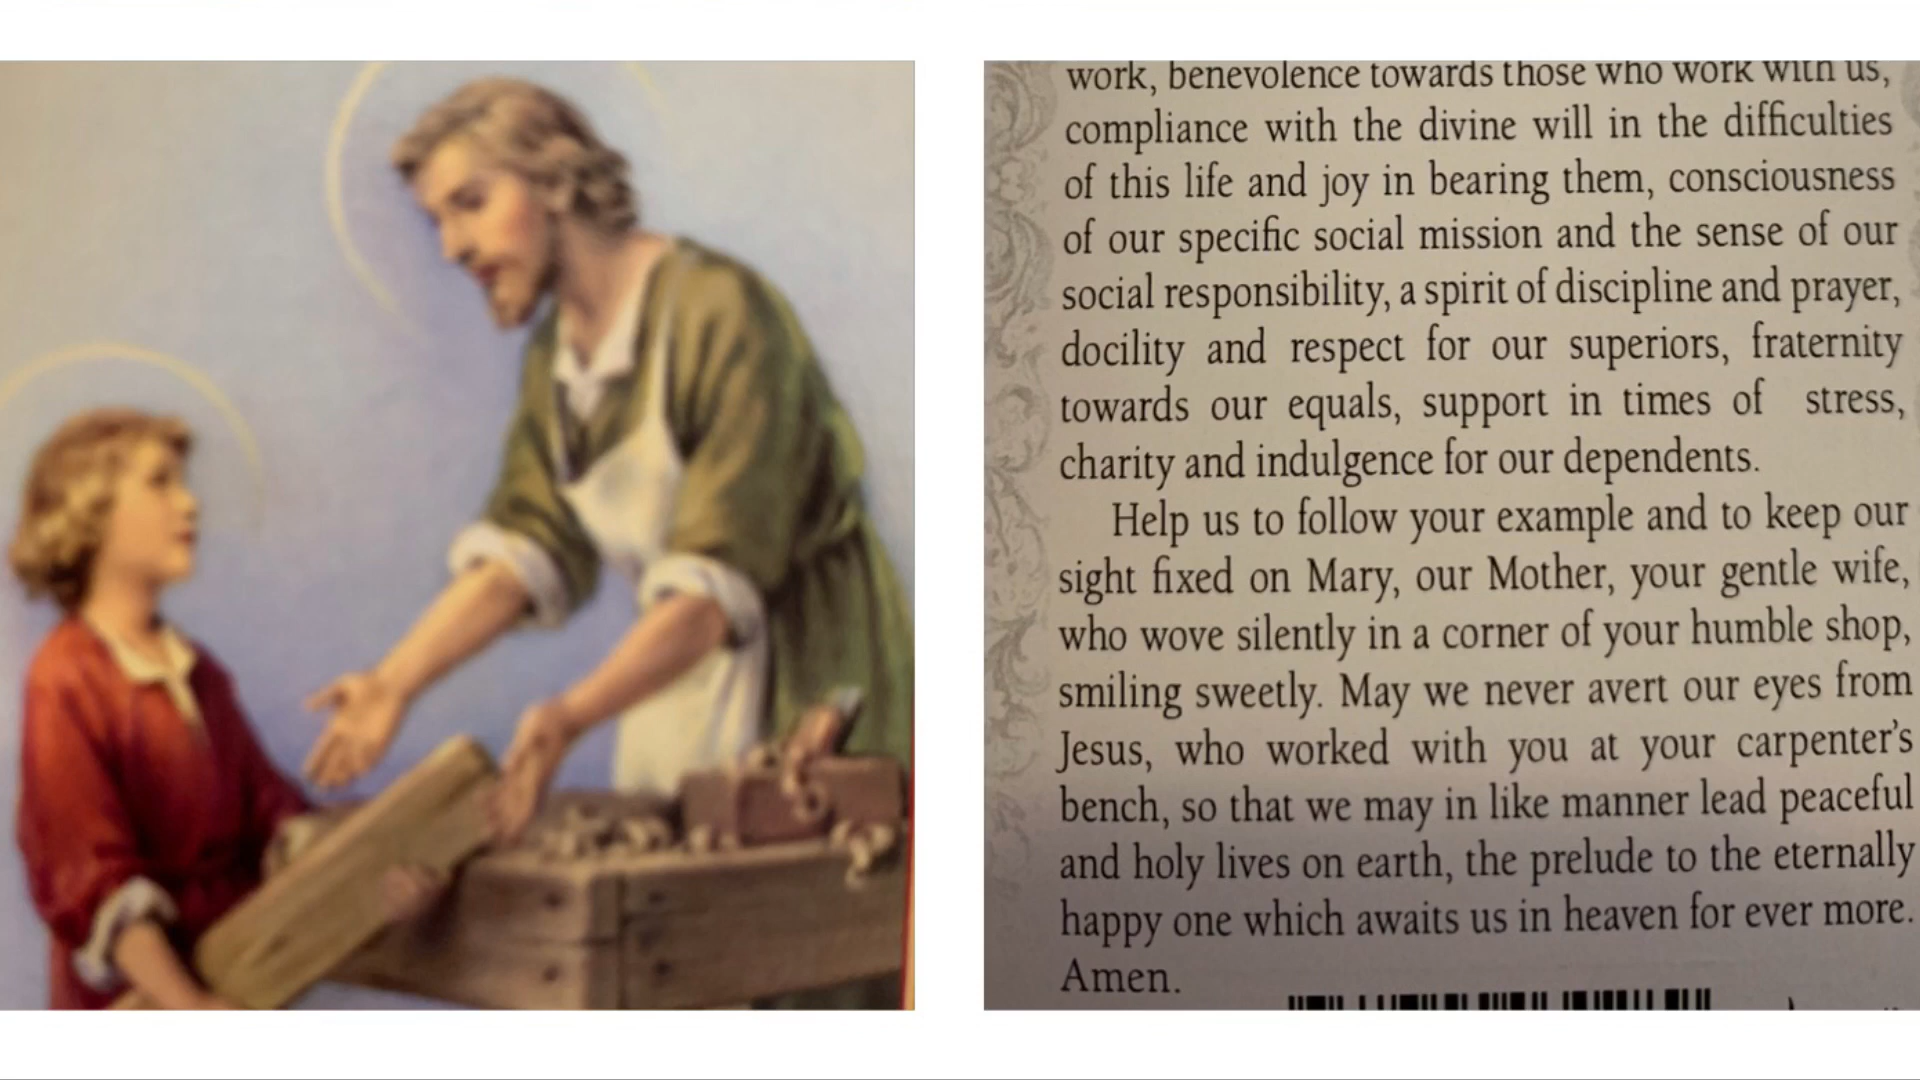 work, benevolence towards those who work with us,
compliance with the divine will in the difficulties
of this life and joy in bearing them, consciousness
of our specific social mission and the sense of our
social responsibility, a spirit of discipline and prayer,
docility and respect for our superiors, fraternity
towards our equals, support in times of stress,
charity and indulgence for our dependents.
Help us to follow your example and to keep our
sight fixed on Mary, our Mother, your gentle wife,
who wove silently in a corner of your humble shop,
smiling sweetly. May we never avert our eyes from
Jesus, who worked with you at your carpenter's
bench, so that we may in like manner lead peaceful
and holy lives on earth, the prelude to the eternally
happy one which awaits us in heaven for ever more.
Amen.